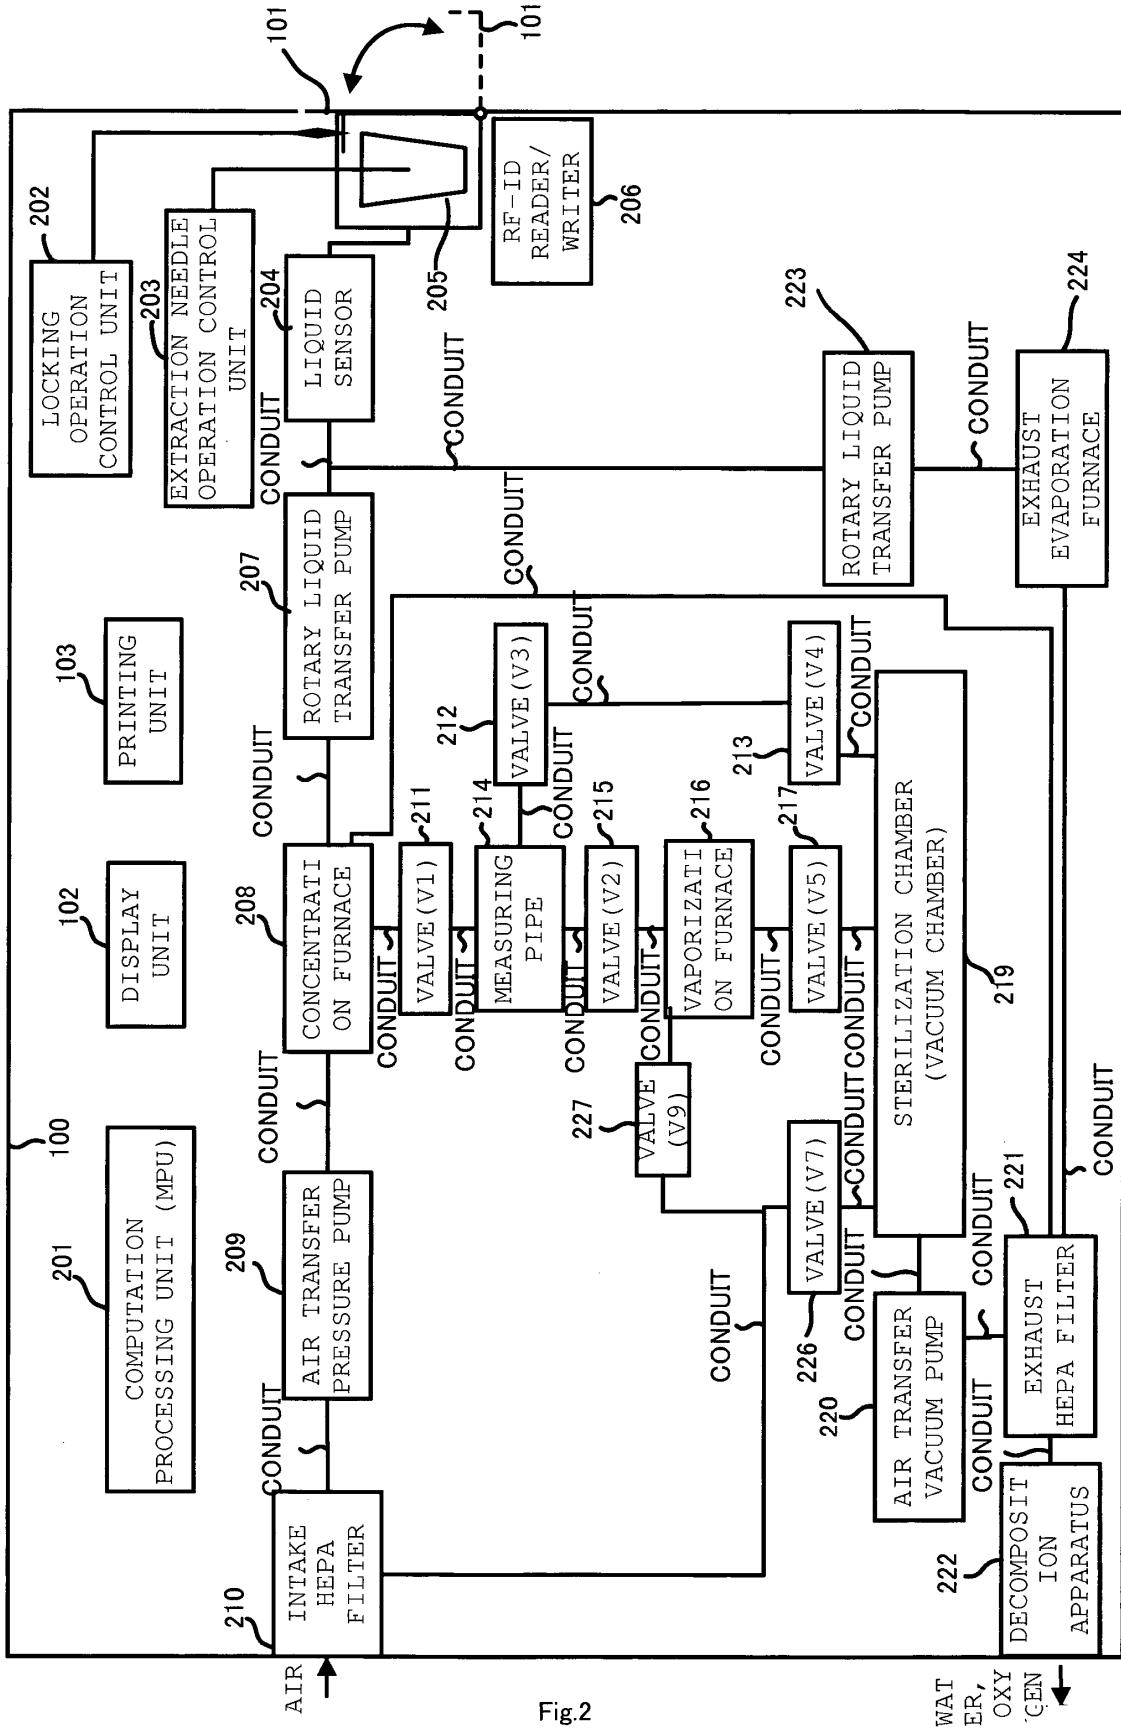 100
201
COMPUTATION
PROCESSING UNIT (MPU)
102
DISPLAY
UNIT
103
PRINTING
UNIT
202
LOCKING
OPERATION
CONTROL UNIT
203
EXTRACTION NEEDLE
OPERATION CONTROL
UNIT
101
101
AIR
210
INTAKE
HEPA
FILTER
CONDUIT
209
AIR TRANSFER
PRESSURE PUMP
CONDUIT
208
CONCENTRATI
ON FURNACE
CONDUIT
207
ROTARY LIQUID
TRANSFER PUMP
CONDUIT
204
LIQUID
SENSOR
205
RF-ID
READER/
WRITER
206
CONDUIT
CONDUIT
211
VALVE(V1)
CONDUIT
214
MEASURING
PIPE
CONDUIT
212
VALVE(V3)
CONDUIT
CONDUIT
CONDUIT
215
VALVE(V2)
CONDUIT
227
VALVE
(V9)
216
VAPORIZATI
ON FURNACE
CONDUIT
CONDUIT
226
VALVE(V7)
CONDUIT
217
VALVE(V5)
CONDUIT
213
VALVE(V4)
CONDUIT
223
ROTARY LIQUID
TRANSFER PUMP
CONDUIT
220
AIR TRANSFER
VACUUM PUMP
CONDUIT
STERILIZATION CHAMBER
(VACUUM CHAMBER)
219
CONDUIT
CONDUIT
222
DECOMPOSIT
ION
APPARATUS
221
EXHAUST
HEPA FILTER
CONDUIT
224
EXHAUST
EVAPORATION
FURNACE
WAT
ER,
OXY
GEN
Fig.2